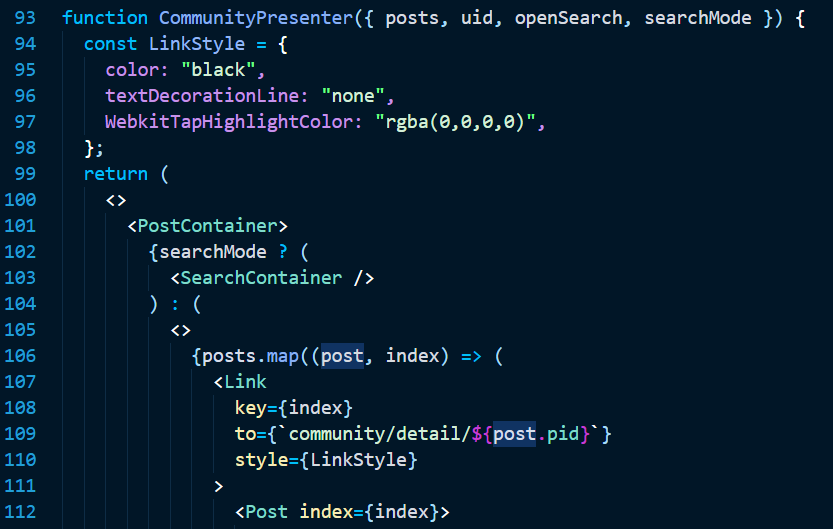 93 function CommunityPresenter({ posts, uid, openSearch, searchMode }) {
94 const LinkStyle = {
95 color: "black",
96 textDecorationLine: "none",
97 WebkitTapHighlightColor: "rgba(0,0,0,0)",
98 };
99 return (
100 <>
101 <PostContainer>
102 {searchMode ? (
103 <SearchContainer />
104 ) : (
105 <>
106 {posts.map((post, index) => (
107 <Link
108 key={index}
109 to={`community/detail/${post.pid}`}
110 style={LinkStyle}
111 >
112 <Post index={index}>